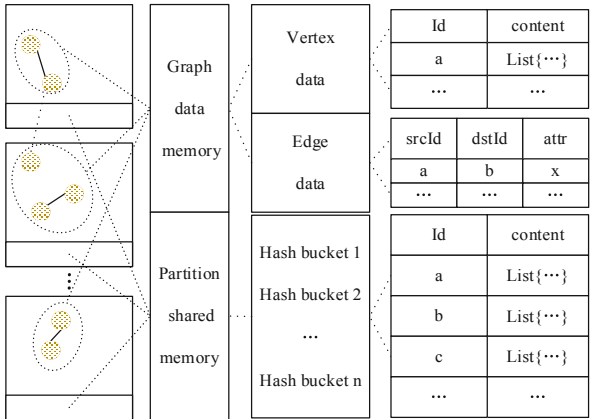 Graph
data
memory
Partition
shared
memory
Vertex
data
Edge
data
Hash bucket 1
Hash bucket 2
...
Hash bucket n
Id content
a List{···}
... ...
srcId dstId attr
a b x
... ... ...
Id content
a List{···}
b List{···}
c List{···}
... ...